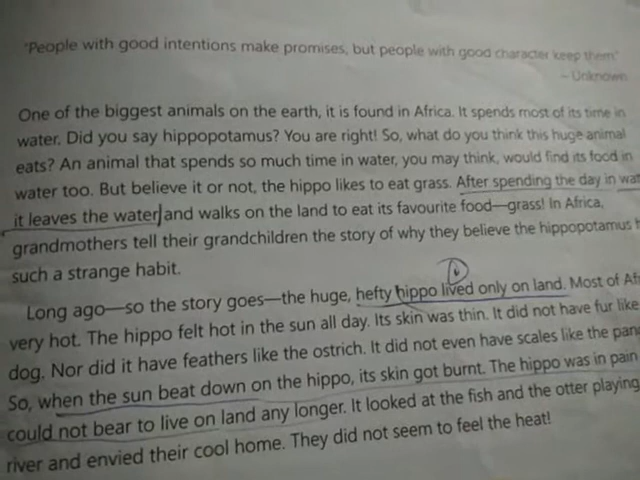 "People with good intentions make promises, but people with good character keep them"
– Unknown
One of the biggest animals on the earth, it is found in Africa. It spends most of its time in
water. Did you say hippopotamus? You are right! So, what do you think this huge animal
eats? An animal that spends so much time in water, you may think, would find its food in
water too. But believe it or not, the hippo likes to eat grass. After spending the day in
it leaves the water and walks on the land to eat its favourite food—grass! In Africa,
grandmothers tell their grandchildren the story of why they believe the hippopotamus
such a strange habit.
Long ago—so the story goes—the huge, hefty hippo lived only on land. Most of
very hot. The hippo felt hot in the sun all day. Its skin was thin. It did not have fur like
dog. Nor did it have feathers like the ostrich. It did not even have scales like the
So, when the sun beat down on the hippo, its skin got burnt. The hippo was in pain
could not bear to live on land any longer. It looked at the fish and the otter playing
river and envied their cool home. They did not seem to feel the heat!